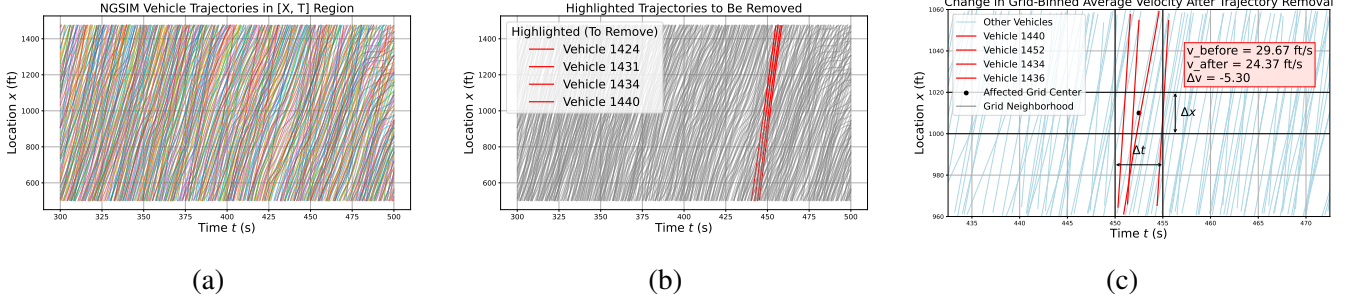 NGSIM Vehicle Trajectories in [X, T] Region
1400
1200
1000
800
600
Location x (ft)
300 325 350 375 400 425 450 475 500
Time t (s)
(a)
Highlighted Trajectories to Be Removed
Highlighted (To Remove)
Vehicle 1424
Vehicle 1431
Vehicle 1434
Vehicle 1440
1400
1200
1000
800
600
Location x (ft)
300 325 350 375 400 425 450 475 500
Time t (s)
(b)
Change in Grid-Binned Average Velocity After Trajectory Removal
Other Vehicles
Vehicle 1440
Vehicle 1452
Vehicle 1434
Vehicle 1436
Affected Grid Center
Grid Neighborhood
v_before = 29.67 ft/s
v_after = 24.37 ft/s
Δv = -5.30
Δx
Δt
1060
1040
1020
1000
980
960
Location x (ft)
435 440 445 450 455 460 465 470
Time t (s)
(c)